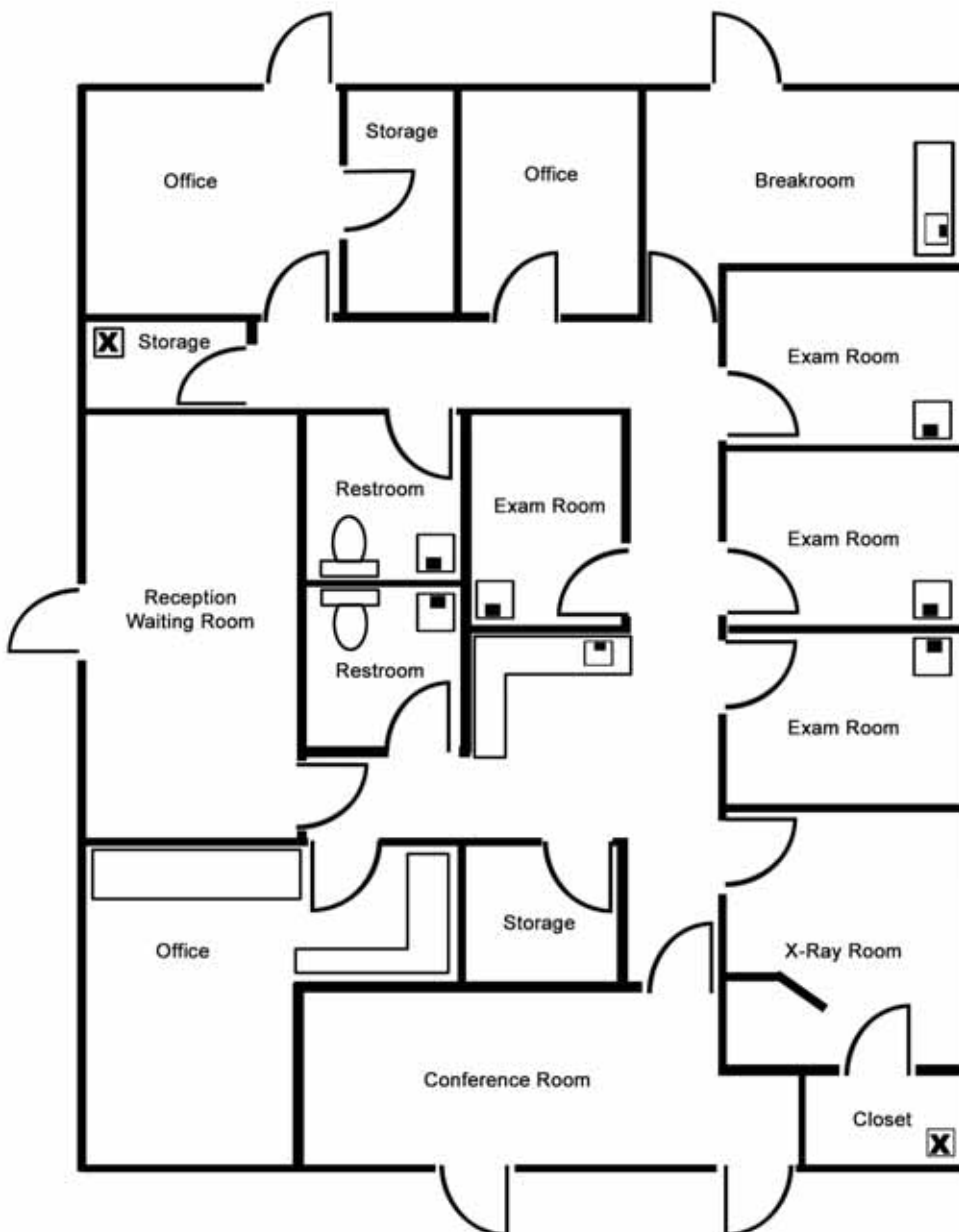 Storage
Office
Office
Breakroom
X
Storage
Exam Room
Restroom
Exam Room
Exam Room
Reception
Waiting Room
Restroom
Exam Room
Storage
Office
X-Ray Room
Conference Room
Closet
X